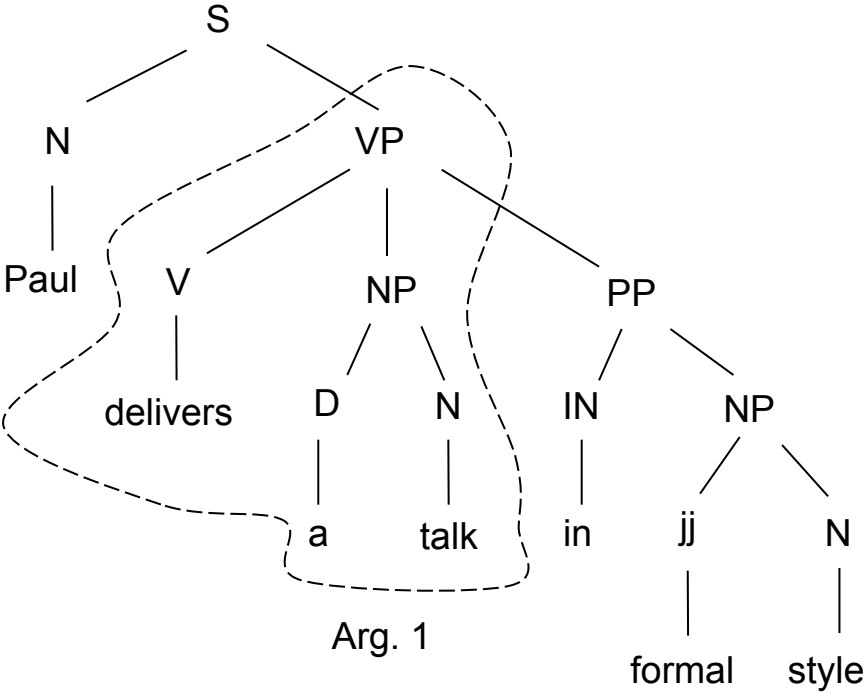 S
N VP
Paul V NP PP
delivers D N IN NP
a talk in jj N
Arg. 1
formal style